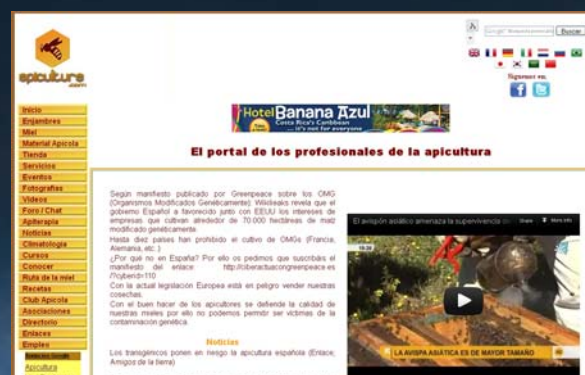 apicultura
.com
Buscar
Síguenos en,
Hotel Banana Azul
Costa Rica's Caribbean
... it's not for everyone
El portal de los profesionales de la apicultura
Inicio
Enjambres
Miel
Material Apícola
Tienda
Servicios
Eventos
Fotografías
Vídeos
Foro / Chat
Apiterapia
Noticias
Climatología
Cursos
Conocer
Ruta de la miel
Recetas
Club Apícola
Asociaciones
Directorio
Enlaces
Empleo
Apicultura
Según manifiesto publicado por Greenpeace sobre los OMG
(Organismos Modificados Genéticamente) Wikileaks revela que el
gobierno Español a favorecido junto con EEUU los intereses de
empresas que cultivan alrededor de 70.000 hectáreas de maíz
modificado genéticamente.
Hasta diez países han prohibido el cultivo de OMGs (Francia,
Alemania, etc..)
¿Por qué no en España? Por ello os pedimos que suscribáis el
manifiesto del enlace http://ciberactuacongreenpeace.es
/?cyberid=110
Con la actual legislación Europea está en peligro vender nuestras
cosechas.
Con el buen hacer de los apicultores se defiende la calidad de
nuestras mieles por ello no podemos permitir ser víctimas de la
contaminación genética.
Noticias
Los transgénicos ponen en riesgo la apicultura española (Enlace,
Amigos de la tierra)
El avispón asiático amenaza la supervivencia
Share
More info
LA AVISPA ASIÁTICA ES DE MAYOR TAMAÑO